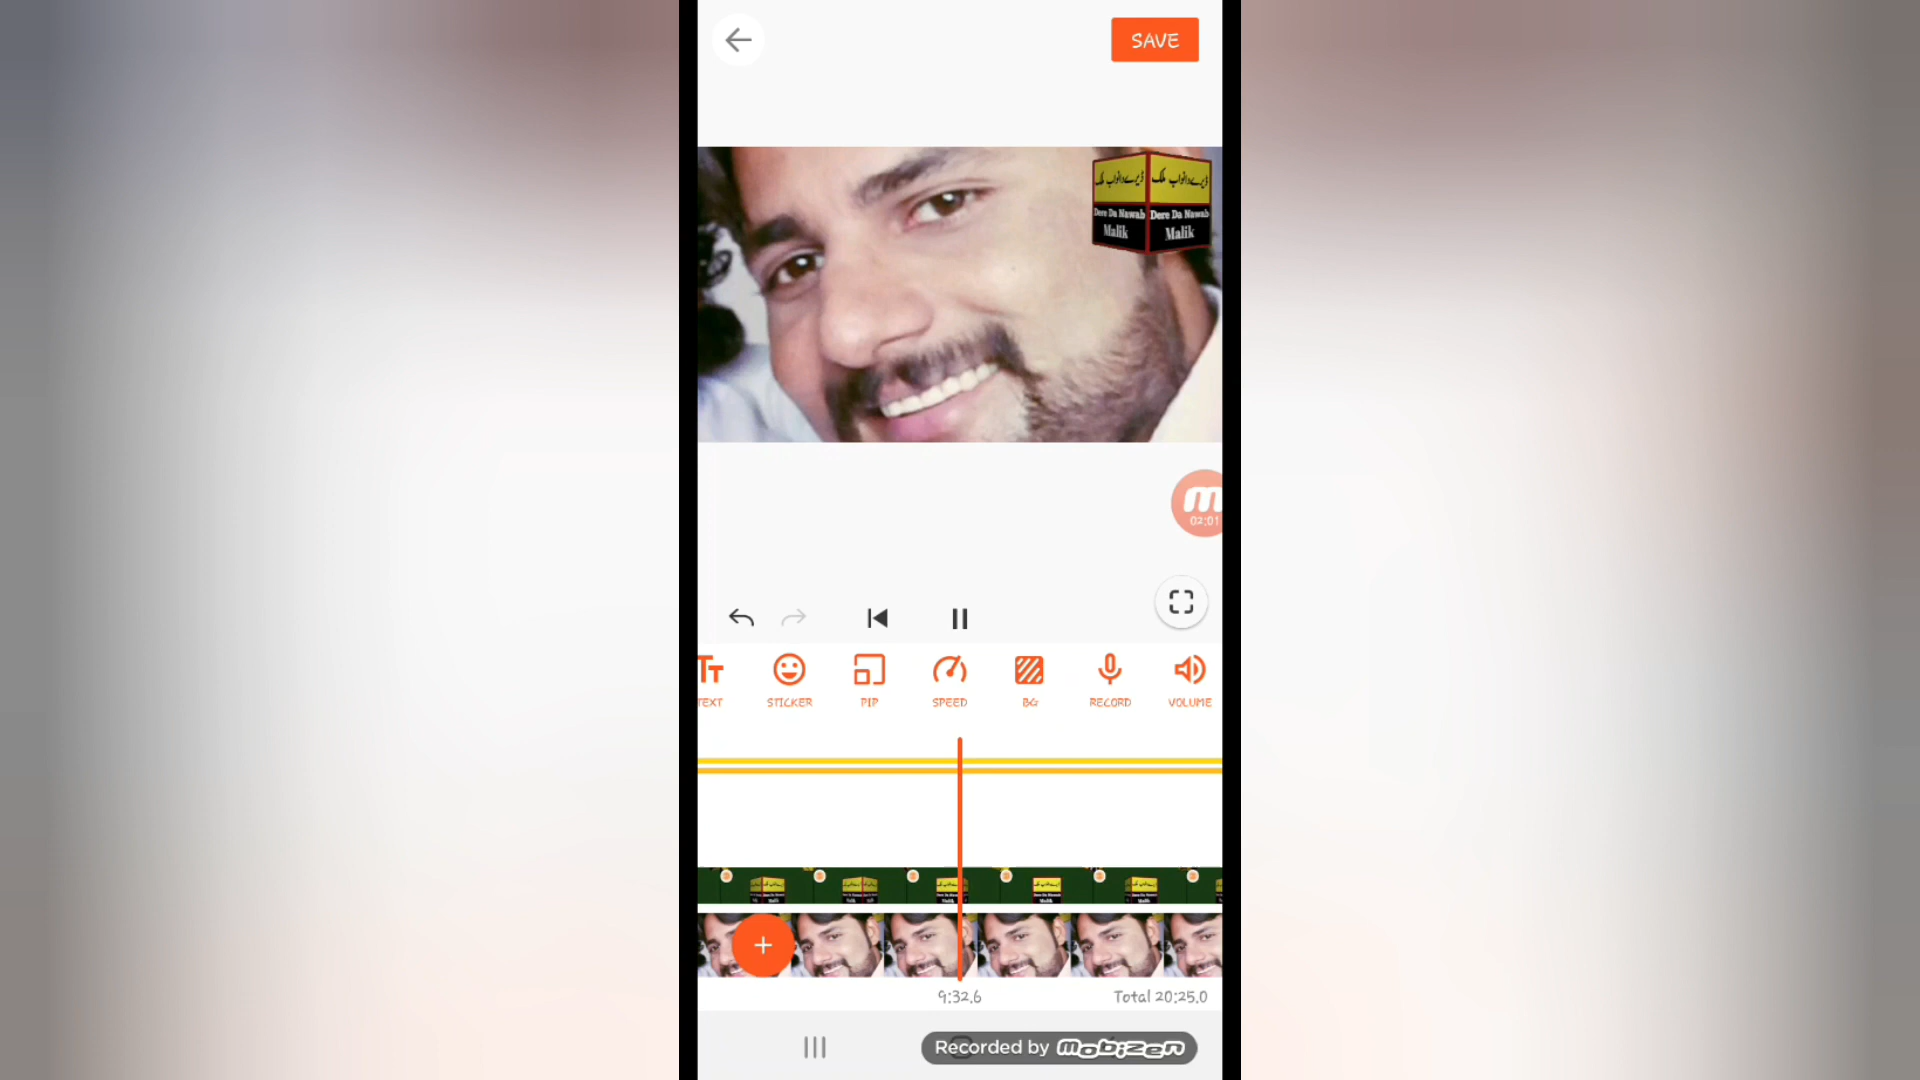 SAVE
ڈیرے دا نواب ملک
ڈیرے دا نواب ملک
Dere Da Nawab
Malik
Dere Da Nawab
Malik
02:01
TEXT
STICKER
PIP
SPEED
BG
RECORD
VOLUME
9:32.6
Total 20:25.0
Recorded by mobizen